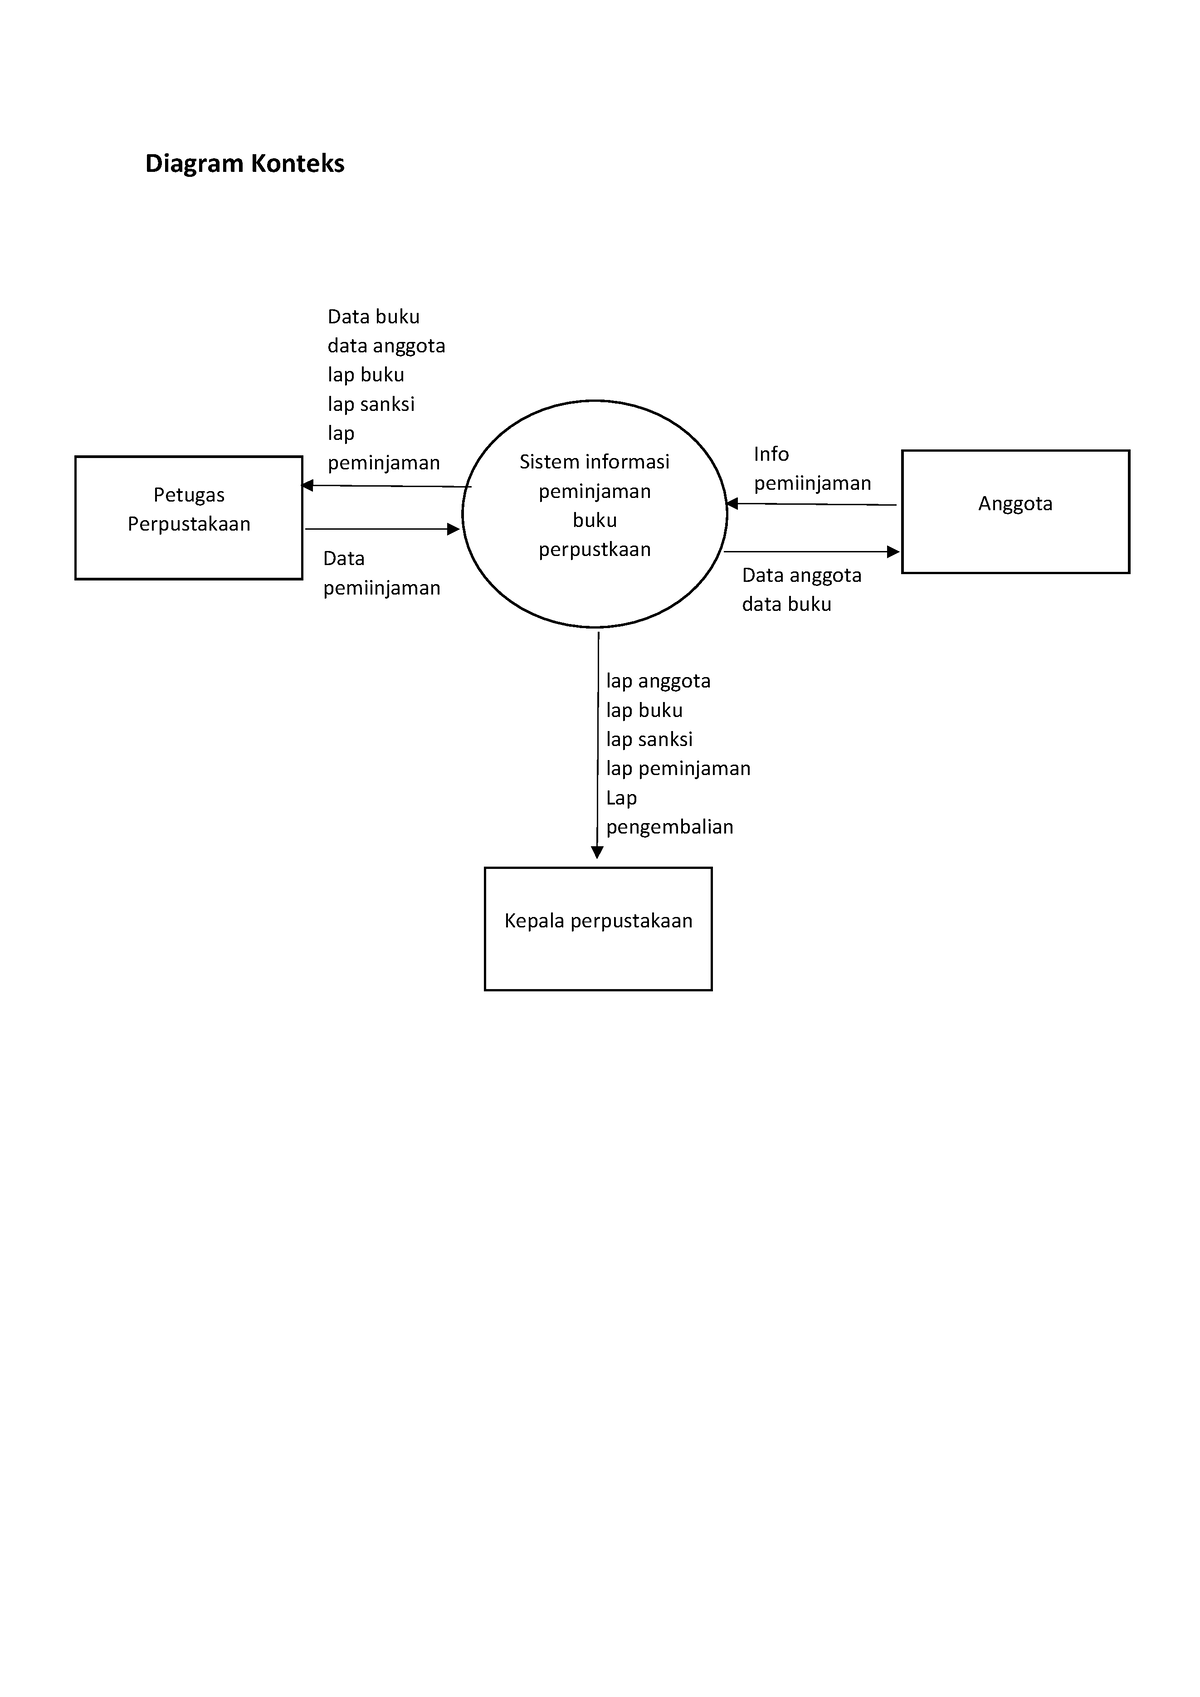 Diagram Konteks
Data buku
data anggota
lap buku
lap sanksi
lap
peminjaman
Petugas
Perpustakaan
Data
pemiinjaman
Sistem informasi
peminjaman
buku
perpustkaan
Info
pemiinjaman
Anggota
Data anggota
data buku
lap anggota
lap buku
lap sanksi
lap peminjaman
Lap
pengembalian
Kepala perpustakaan